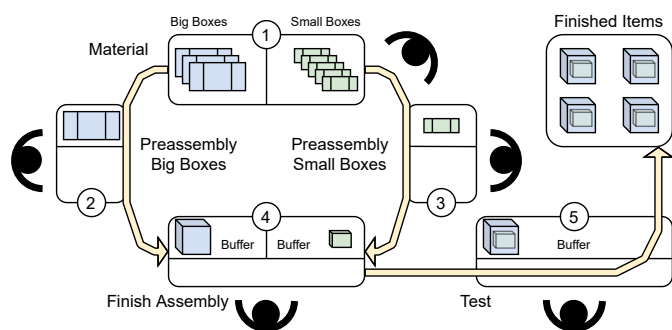 Big Boxes
1
Small Boxes
Finished Items
Material
Preassembly
Big Boxes
Preassembly
Small Boxes
2
3
4
5
Buffer
Buffer
Buffer
Finish Assembly
Test